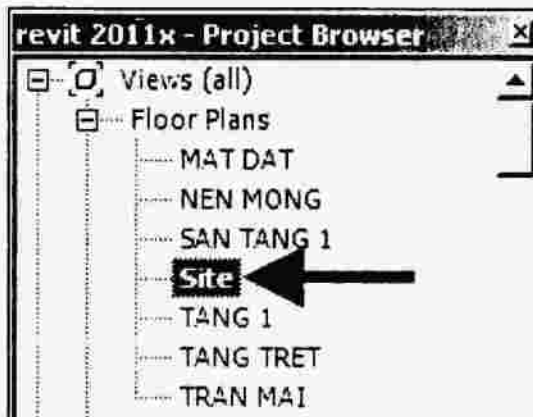 revit 2011x - Project Browser
Views (all)
Floor Plans
MAT DAT
NEN MONG
SAN TANG 1
Site
TANG 1
TANG TRET
TRAN MAI